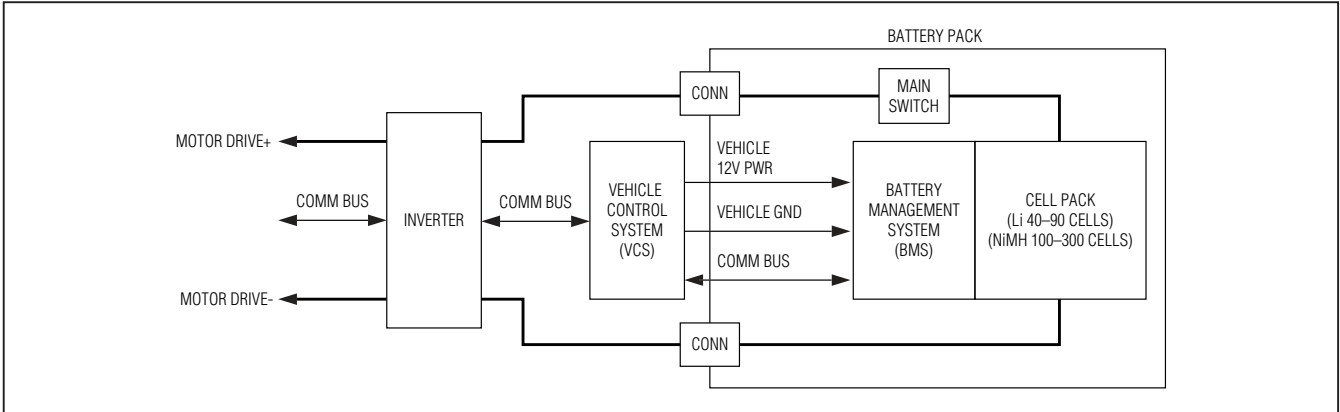 BATTERY PACK
CONN
MAIN
SWITCH
MOTOR DRIVE+
COMM BUS
INVERTER
COMM BUS
VEHICLE
CONTROL
SYSTEM
(VCS)
VEHICLE
12V PWR
VEHICLE GND
COMM BUS
BATTERY
MANAGEMENT
SYSTEM
(BMS)
CELL PACK
(Li 40–90 CELLS)
(NiMH 100–300 CELLS)
MOTOR DRIVE-
CONN